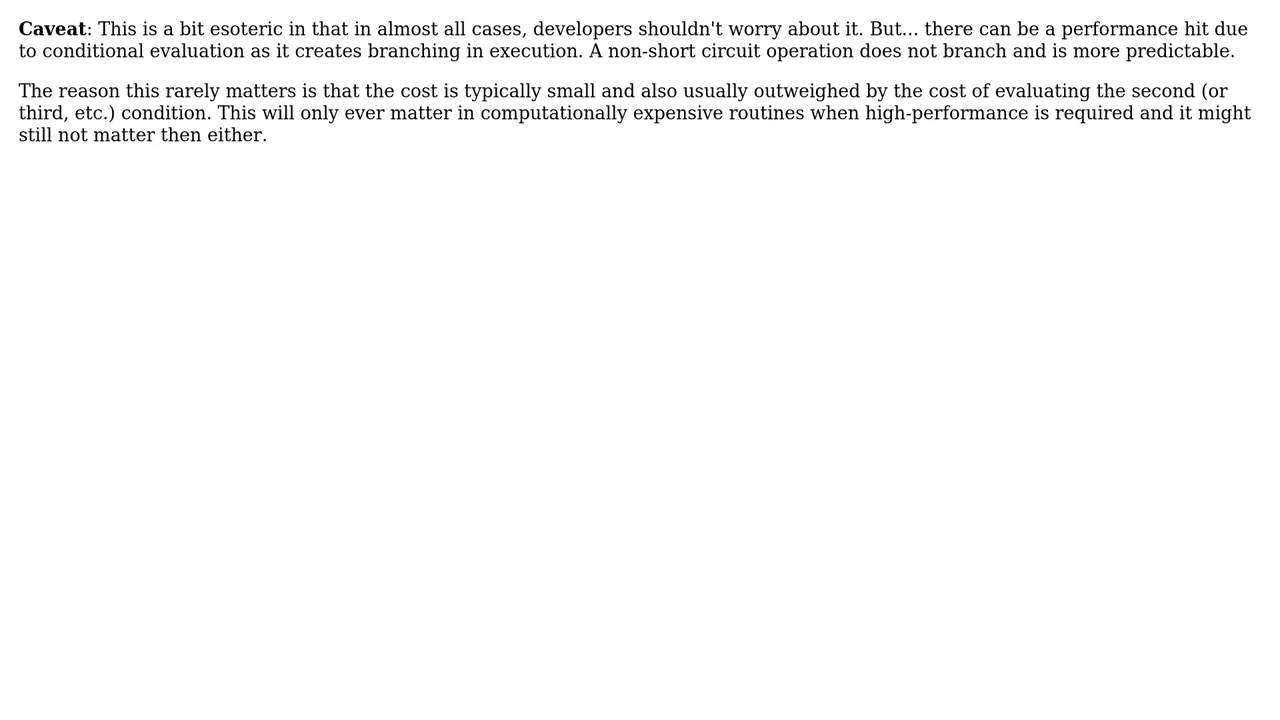 Caveat: This is a bit esoteric in that in almost all cases, developers shouldn't worry about it. But... there can be a performance hit due
to conditional evaluation as it creates branching in execution. A non-short circuit operation does not branch and is more predictable.
The reason this rarely matters is that the cost is typically small and also usually outweighed by the cost of evaluating the second (or
third, etc.) condition. This will only ever matter in computationally expensive routines when high-performance is required and it might
still not matter then either.